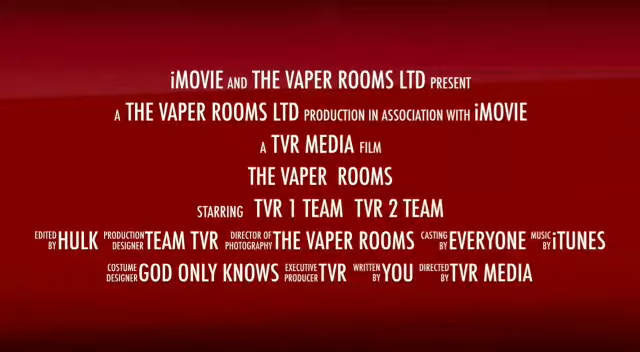 iMOVIE AND THE VAPER ROOMS LTD PRESENT
A THE VAPER ROOMS LTD PRODUCTION IN ASSOCIATION WITH iMOVIE
A TVR MEDIA FILM
THE VAPER ROOMS
STARRING TVR 1 TEAM TVR 2 TEAM
EDITED BY HULK PRODUCTION DESIGNER TEAM TVR DIRECTOR OF PHOTOGRAPHY THE VAPER ROOMS CASTING BY EVERYONE MUSIC BY iTUNES
COSTUME DESIGNER GOD ONLY KNOWS EXECUTIVE PRODUCER TVR WRITTEN BY YOU DIRECTED BY TVR MEDIA